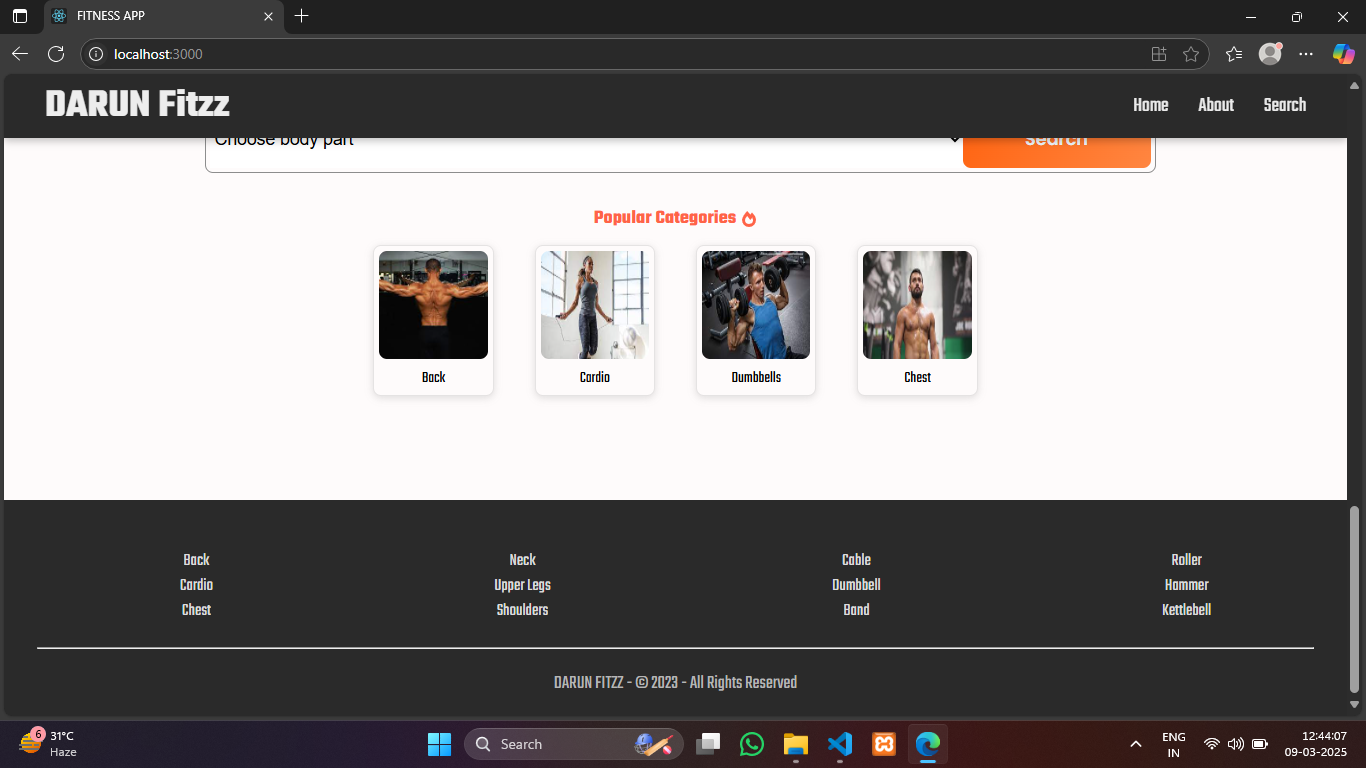 FITNESS APP
localhost:3000
DARUN Fitzz
Home About Search
Choose body part
Search
Popular Categories
Back Cardio Dumbbells Chest
Back Neck Cable Roller
Cardio Upper Legs Dumbbell Hammer
Chest Shoulders Band Kettlebell
DARUN FITZZ - © 2023 - All Rights Reserved
6
31°C
Haze
Search
ENG
IN
12:44:07
09-03-2025